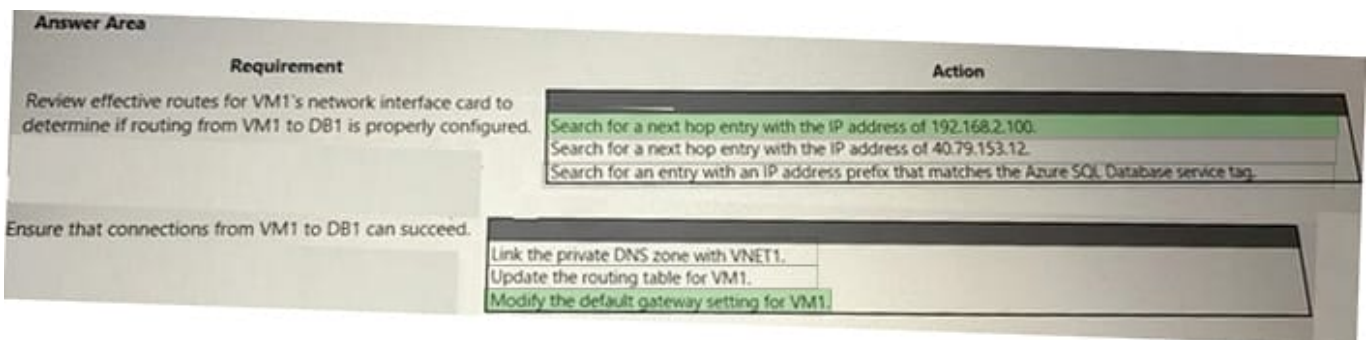 Answer Area
Requirement
Action
Review effective routes for VM1's network interface card to
determine if routing from VM1 to DB1 is properly configured.
Search for a next hop entry with the IP address of 192.168.2.100.
Search for a next hop entry with the IP address of 40.79.153.12.
Search for an entry with an IP address prefix that matches the Azure SQL Database service tag.
Ensure that connections from VM1 to DB1 can succeed.
Link the private DNS zone with VNET1.
Update the routing table for VM1.
Modify the default gateway setting for VM1.